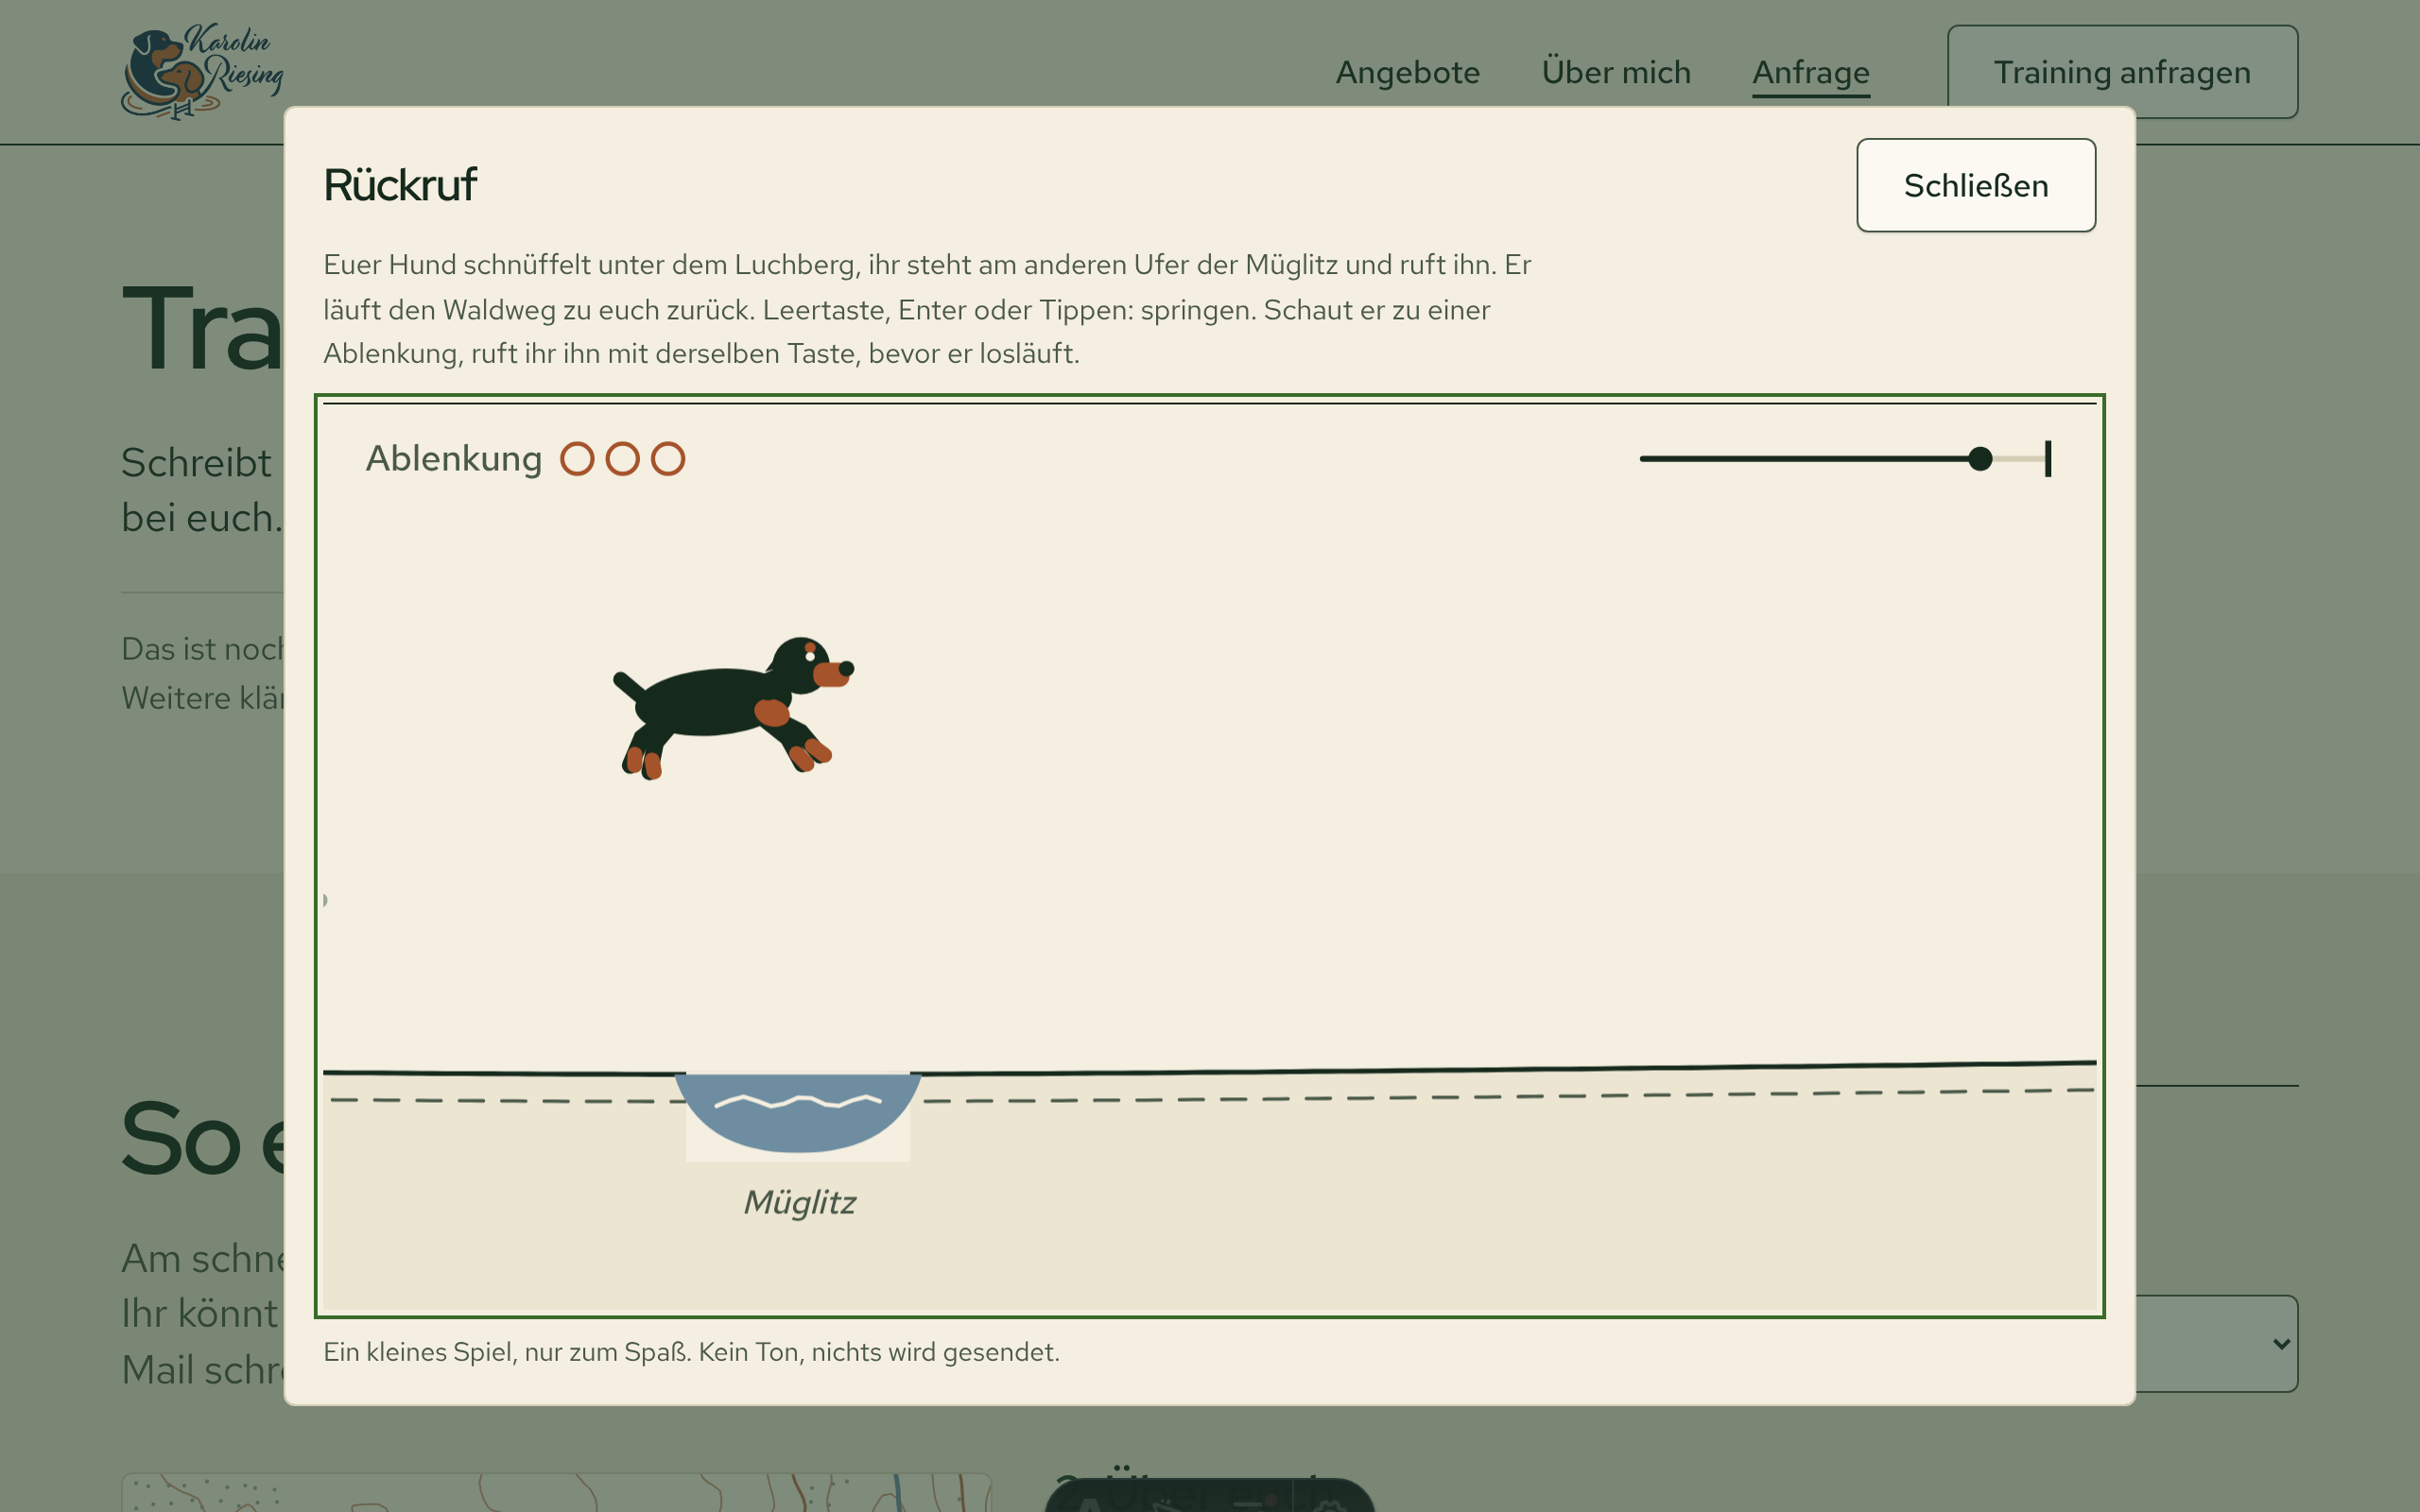 Karolin
Riesing
Angebote
Über mich
Anfrage
Training anfragen
Rückruf
Schließen
Euer Hund schnüffelt unter dem Luchberg, ihr steht am anderen Ufer der Müglitz und ruft ihn. Er
läuft den Waldweg zu euch zurück. Leertaste, Enter oder Tippen: springen. Schaut er zu einer
Ablenkung, ruft ihr ihn mit derselben Taste, bevor er losläuft.
Tra
Schreibt
bei euch.
Das ist noch
Weitere klär
Ablenkung
Müglitz
So e
Am schne
Ihr könnt
Mail schre
Ein kleines Spiel, nur zum Spaß. Kein Ton, nichts wird gesendet.